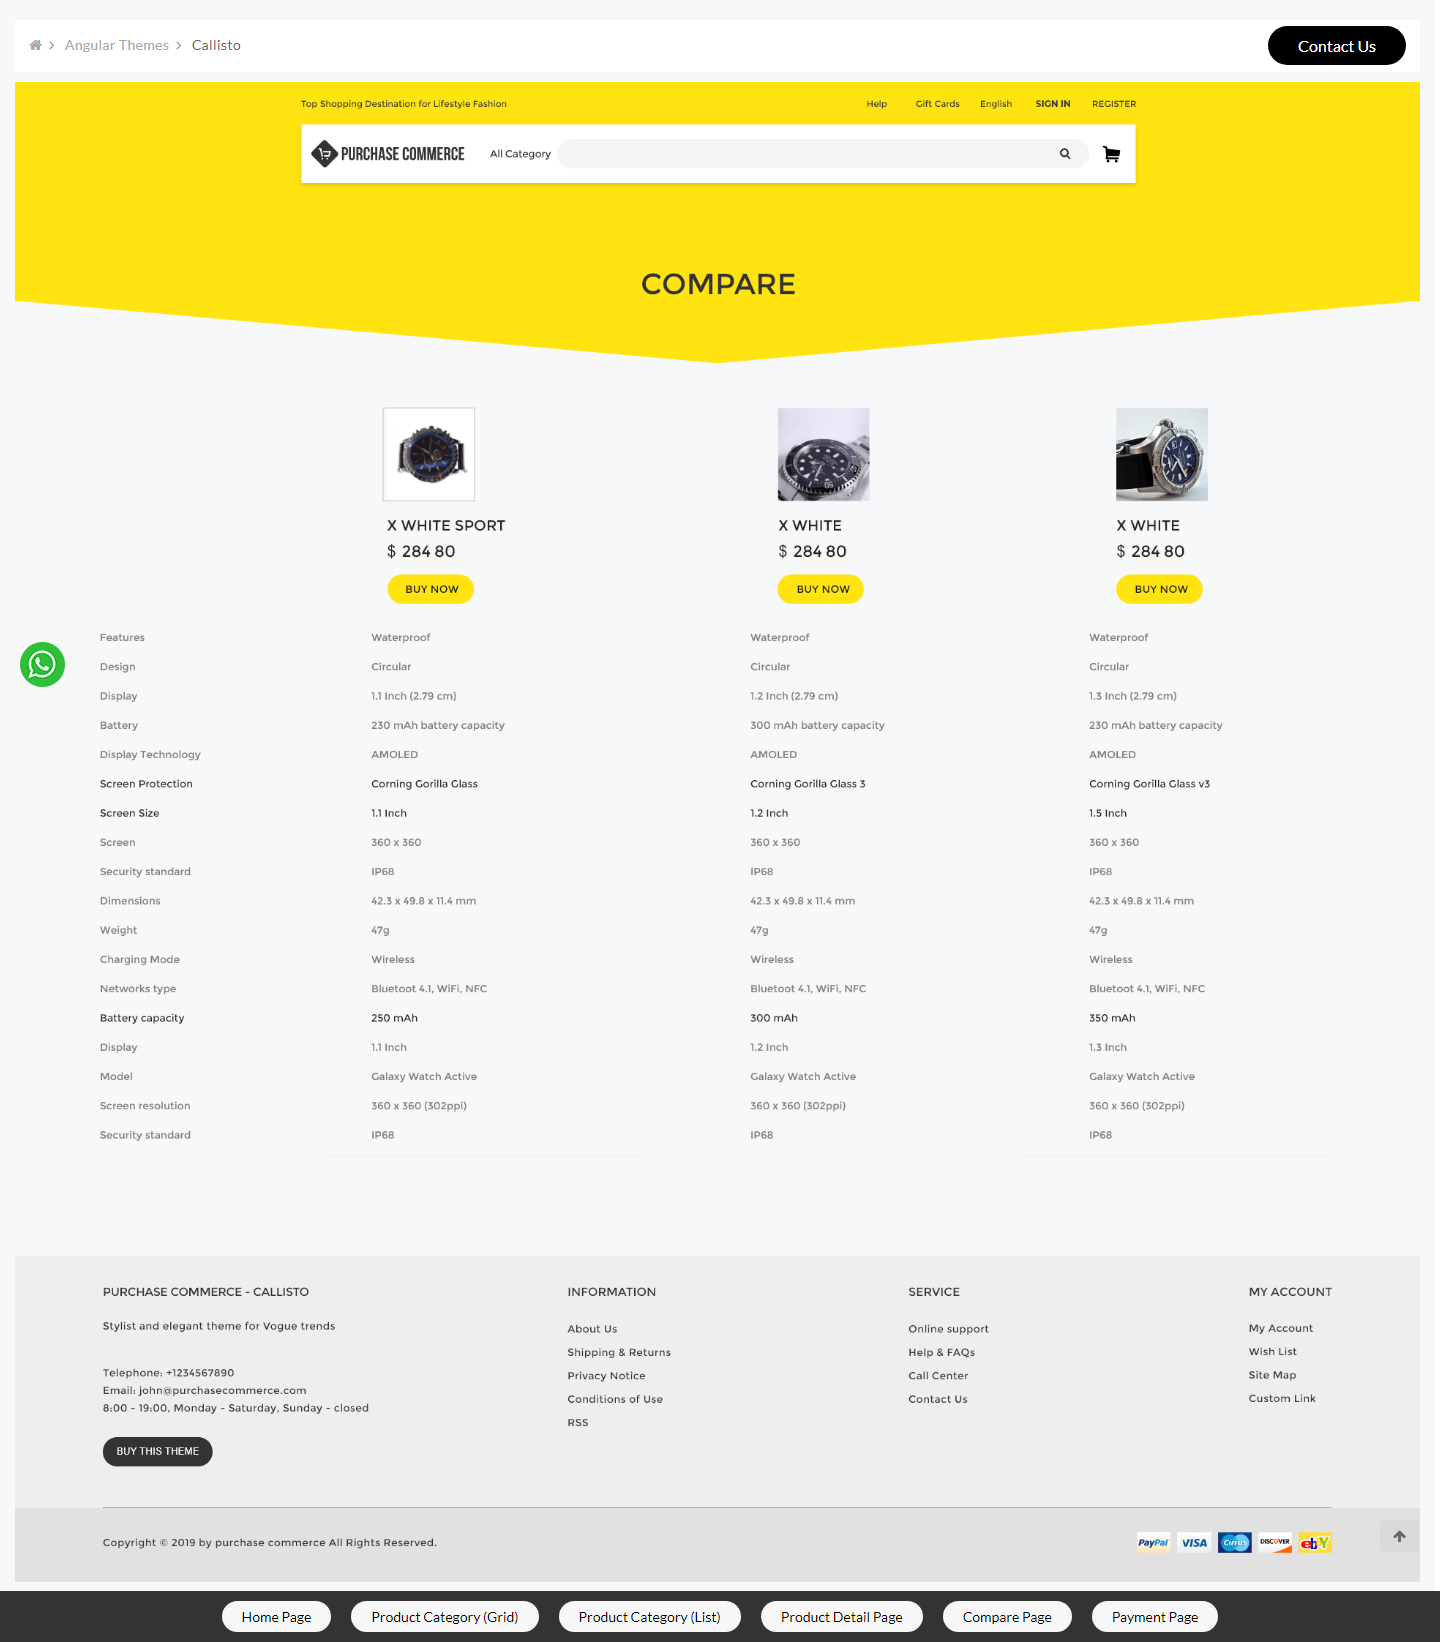 Angular Themes
Callisto
Contact Us
Top Shopping Destination for Lifestyle Fashion
Help
Gift Cards
English
SIGN IN
REGISTER
PURCHASE COMMERCE
All Category
COMPARE
X WHITE SPORT
X WHITE
X WHITE
$ 284 80
$ 284 80
$ 284 80
BUY NOW
BUY NOW
BUY NOW
Features Waterproof Waterproof Waterproof
Design Circular Circular Circular
Display 1.1 Inch (2.79 cm) 1.2 Inch (2.79 cm) 1.3 Inch (2.79 cm)
Battery 230 mAh battery capacity 300 mAh battery capacity 230 mAh battery capacity
Display Technology AMOLED AMOLED AMOLED
Screen Protection Corning Gorilla Glass Corning Gorilla Glass 3 Corning Gorilla Glass v3
Screen Size 1.1 Inch 1.2 Inch 1.5 Inch
Screen 360 x 360 360 x 360 360 x 360
Security standard IP68 IP68 IP68
Dimensions 42.3 x 49.8 x 11.4 mm 42.3 x 49.8 x 11.4 mm 42.3 x 49.8 x 11.4 mm
Weight 47g 47g 47g
Charging Mode Wireless Wireless Wireless
Networks type Bluetoot 4.1, WiFi, NFC Bluetoot 4.1, WiFi, NFC Bluetoot 4.1, WiFi, NFC
Battery capacity 250 mAh 300 mAh 350 mAh
Display 1.1 Inch 1.2 Inch 1.3 Inch
Model Galaxy Watch Active Galaxy Watch Active Galaxy Watch Active
Screen resolution 360 x 360 (302ppi) 360 x 360 (302ppi) 360 x 360 (302ppi)
Security standard IP68 IP68 IP68
PURCHASE COMMERCE - CALLISTO
Stylist and elegant theme for Vogue trends
Telephone: +1234567890
Email: john@purchasecommerce.com
8:00 - 19:00, Monday - Saturday, Sunday - closed
BUY THIS THEME
INFORMATION
About Us
Shipping & Returns
Privacy Notice
Conditions of Use
RSS
SERVICE
Online support
Help & FAQs
Call Center
Contact Us
MY ACCOUNT
My Account
Wish List
Site Map
Custom Link
Copyright © 2019 by purchase commerce All Rights Reserved.
PayPal
VISA
Cirrus
DISCOVER
ebY
Home Page
Product Category (Grid)
Product Category (List)
Product Detail Page
Compare Page
Payment Page